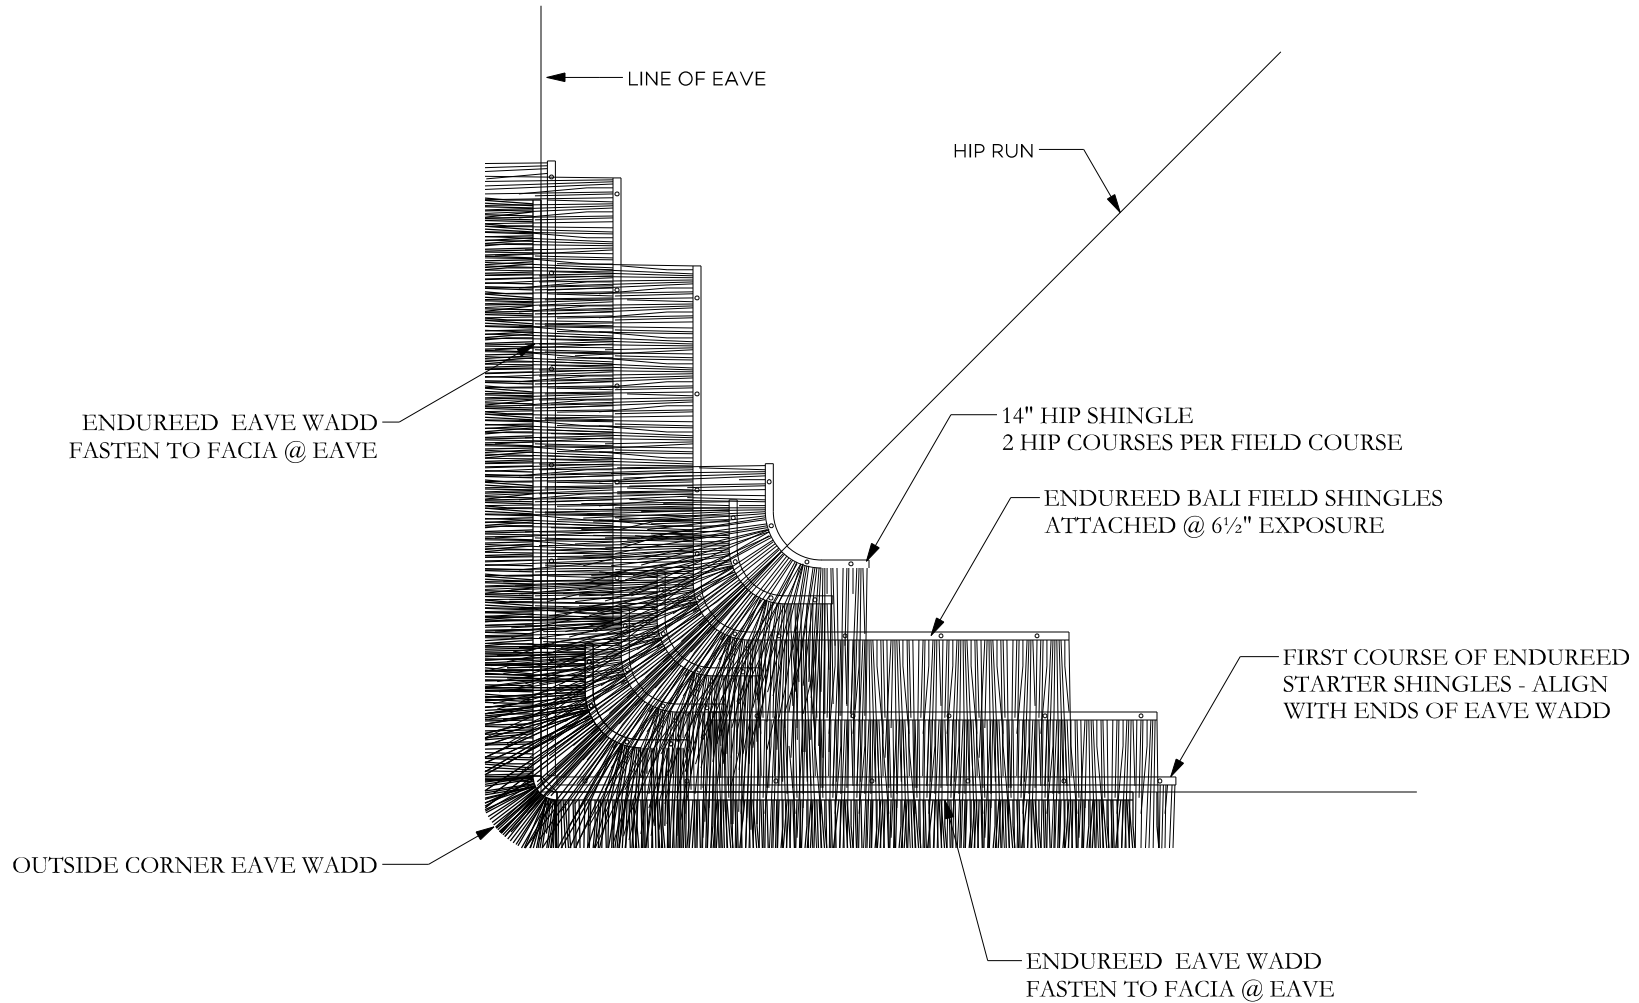 LINE OF EAVE
HIP RUN
14" HIP SHINGLE
2 HIP COURSES PER FIELD COURSE
ENDUREED  EAVE WADD
FASTEN TO FACIA @ EAVE
ENDUREED BALI FIELD SHINGLES
ATTACHED @ 6½" EXPOSURE
FIRST COURSE OF ENDUREED
STARTER SHINGLES - ALIGN
WITH ENDS OF EAVE WADD
OUTSIDE CORNER EAVE WADD
ENDUREED  EAVE WADD
FASTEN TO FACIA @ EAVE